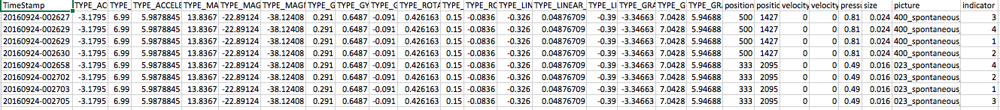 TimeStamp TYPE_AC TYPE_ TYPE_ACCELE TYPE_MA TYPE_MAG TYPE_MAGN TYPE_G TYPE_GY TYPE_G TYPE_ROTA TYPE_ TYPE_RO TYPE_LIN TYPE_LINEAR_ TYPE_LI TYPE_GRA TYPE_G TYPE_GRA position positic velocity velocity pressu size picture indicator
20160924-002627 -3.1795 6.99 5.9878845 13.8367 -22.89124 -38.12408 0.291 0.6487 -0.091 0.426163 0.15 -0.0836 -0.326 0.04876709 -0.39 -3.34663 7.0428 5.94688 500 1427 0 0 0.81 0.024 400_spontaneous_ 3
20160924-002629 -3.1795 6.99 5.9878845 13.8367 -22.89124 -38.12408 0.291 0.6487 -0.091 0.426163 0.15 -0.0836 -0.326 0.04876709 -0.39 -3.34663 7.0428 5.94688 500 1427 0 0 0.81 0.024 400_spontaneous_ 4
20160924-002629 -3.1795 6.99 5.9878845 13.8367 -22.89124 -38.12408 0.291 0.6487 -0.091 0.426163 0.15 -0.0836 -0.326 0.04876709 -0.39 -3.34663 7.0428 5.94688 500 1427 0 0 0.81 0.024 400_spontaneous_ 1
20160924-002630 -3.1795 6.99 5.9878845 13.8367 -22.89124 -38.12408 0.291 0.6487 -0.091 0.426163 0.15 -0.0836 -0.326 0.04876709 -0.39 -3.34663 7.0428 5.94688 500 1427 0 0 0.81 0.024 400_spontaneous_ 2
20160924-002658 -3.1795 6.99 5.9878845 13.8367 -22.89124 -38.12408 0.291 0.6487 -0.091 0.426163 0.15 -0.0836 -0.326 0.04876709 -0.39 -3.34663 7.0428 5.94688 333 2095 0 0 0.49 0.016 023_spontaneous_ 4
20160924-002702 -3.1795 6.99 5.9878845 13.8367 -22.89124 -38.12408 0.291 0.6487 -0.091 0.426163 0.15 -0.0836 -0.326 0.04876709 -0.39 -3.34663 7.0428 5.94688 333 2095 0 0 0.49 0.016 023_spontaneous_ 2
20160924-002703 -3.1795 6.99 5.9878845 13.8367 -22.89124 -38.12408 0.291 0.6487 -0.091 0.426163 0.15 -0.0836 -0.326 0.04876709 -0.39 -3.34663 7.0428 5.94688 333 2095 0 0 0.49 0.016 023_spontaneous_ 1
20160924-002705 -3.1795 6.99 5.9878845 13.8367 -22.89124 -38.12408 0.291 0.6487 -0.091 0.426163 0.15 -0.0836 -0.326 0.04876709 -0.39 -3.34663 7.0428 5.94688 333 2095 0 0 0.49 0.016 023_spontaneous_ 3